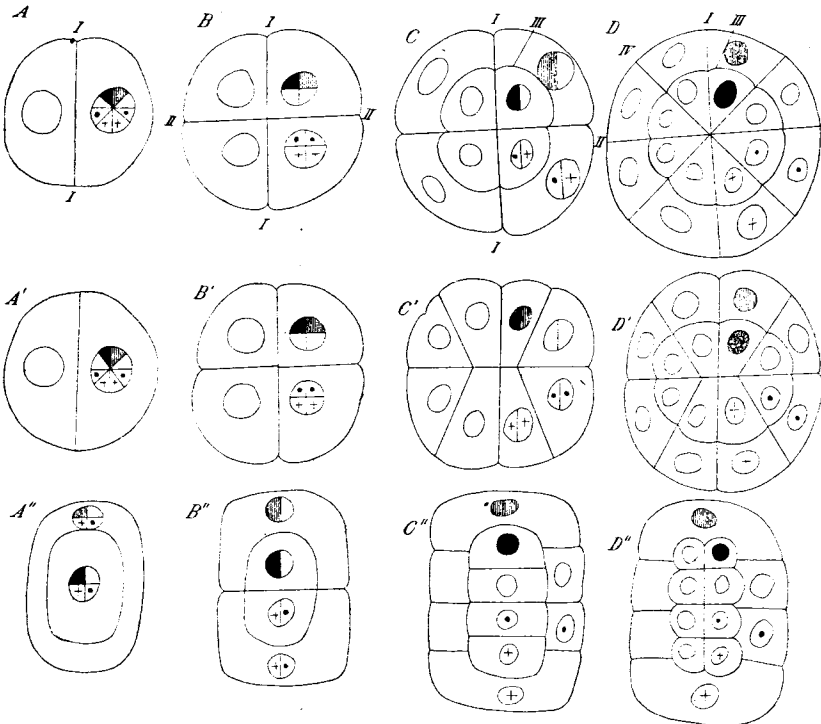 A I B I C I III D I III
IV
II II II
I I I
A′ B′ C′ D′
A″ B″ C″ D″